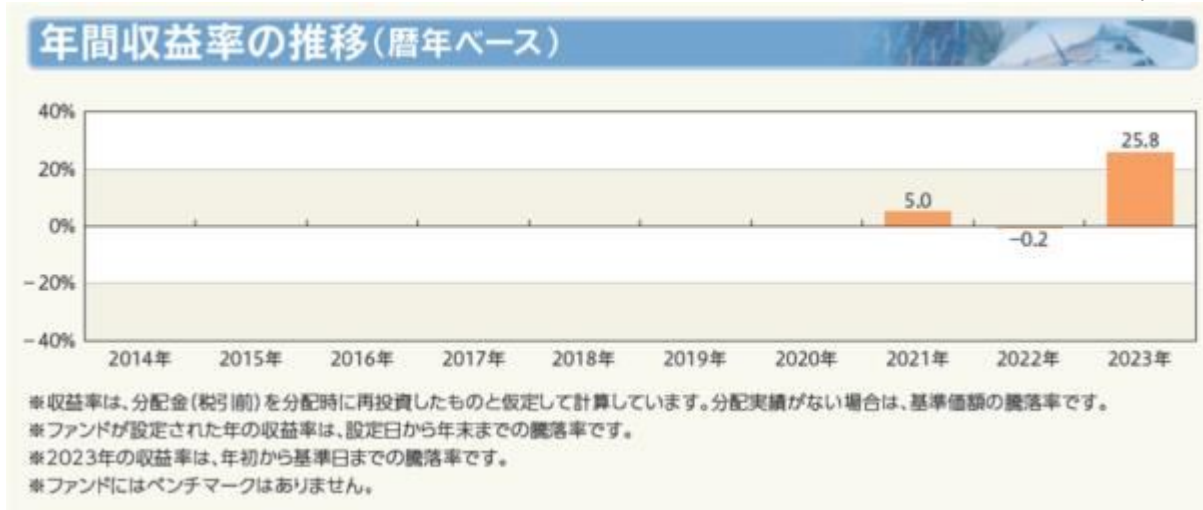 年間収益率の推移(暦年ベース)
40%
25.8
20%
5.0
0%
−0.2
−20%
−40%
2014年 2015年 2016年 2017年 2018年 2019年 2020年 2021年 2022年 2023年
※収益率は、分配金(税引前)を分配時に再投資したものと仮定して計算しています。分配実績がない場合は、基準価額の騰落率です。
※ファンドが設定された年の収益率は、設定日から年末までの騰落率です。
※2023年の収益率は、年初から基準日までの騰落率です。
※ファンドにはベンチマークはありません。